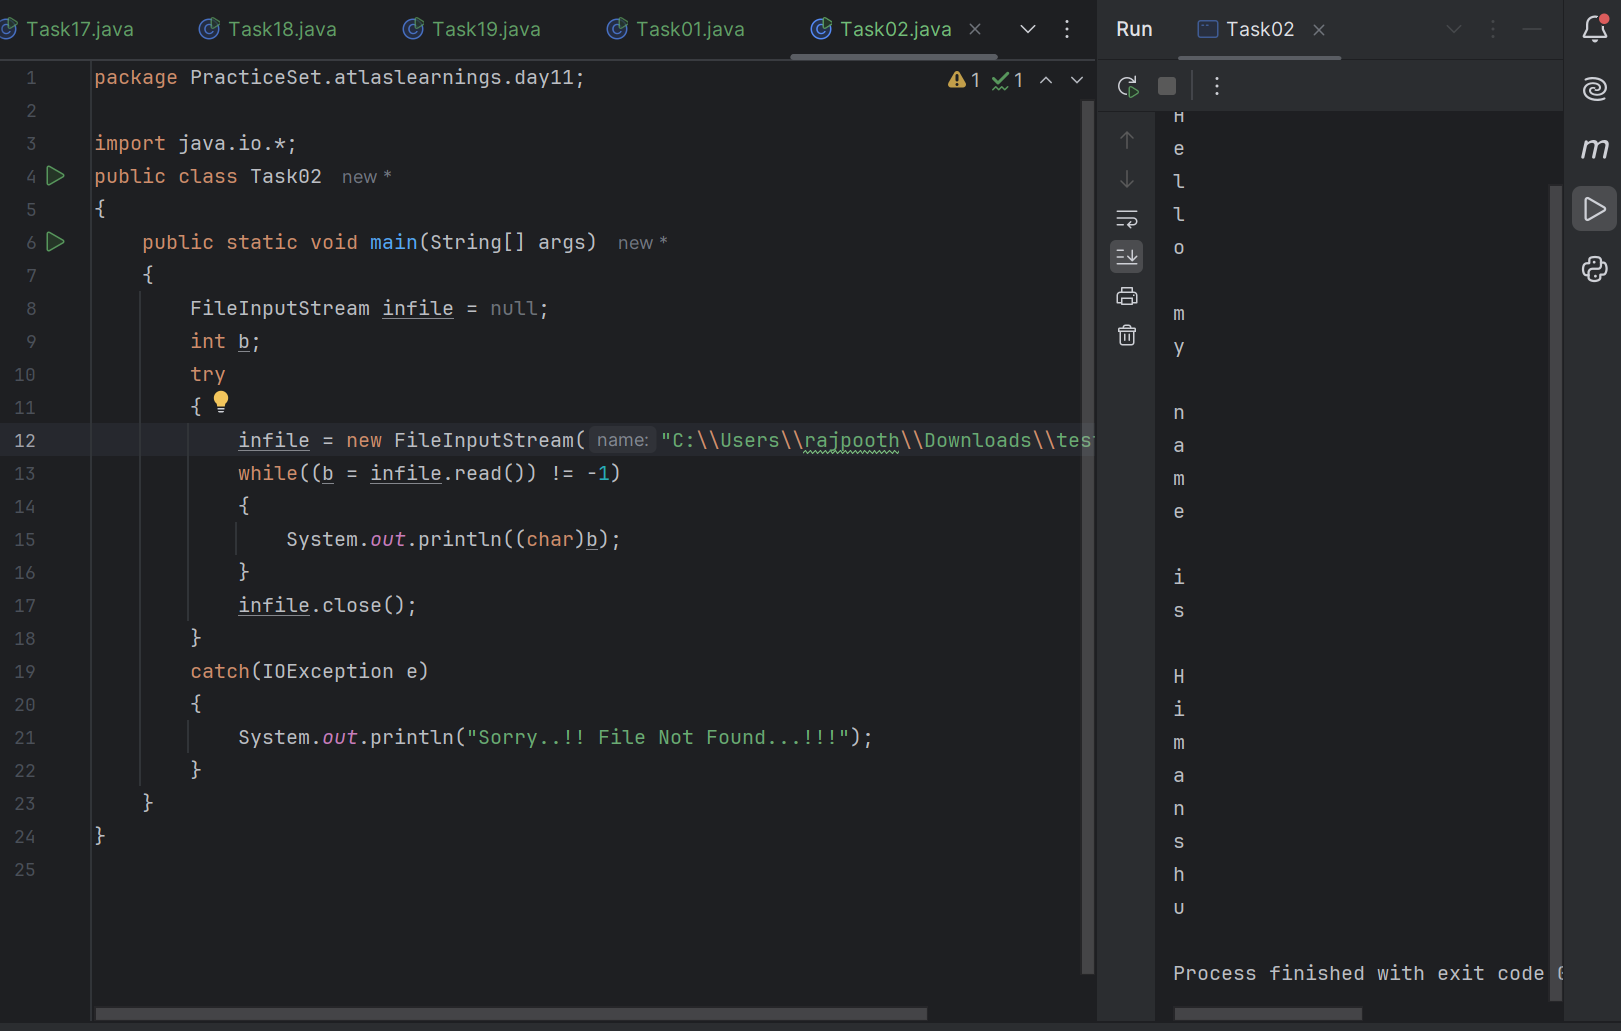 Task17.java Task18.java Task19.java Task01.java Task02.java
Run Task02
1 package PracticeSet.atlaslearnings.day11; 1 1
2
3 import java.io.*;
4 public class Task02 new *
5 {
6 public static void main(String[] args) new *
7 {
8 FileInputStream infile = null;
9 int b;
10 try
11 {
12 infile = new FileInputStream( name: "C:\\Users\\rajpooth\\Downloads\\tes
13 while((b = infile.read()) != -1)
14 {
15 System.out.println((char)b);
16 }
17 infile.close();
18 }
19 catch(IOException e)
20 {
21 System.out.println("Sorry..!! File Not Found...!!!");
22 }
23 }
24 }
25
H
e
l
l
o
m
y
n
a
m
e
i
s
H
i
m
a
n
s
h
u
Process finished with exit code 0
m